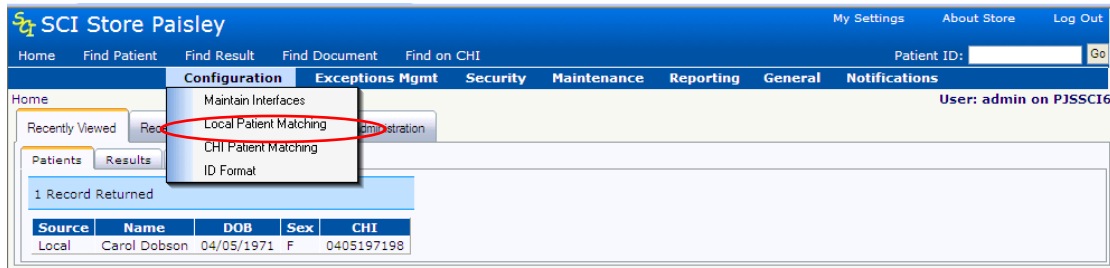 SCI Store Paisley
My Settings About Store Log Out
Home Find Patient Find Result Find Document Find on CHI Patient ID: Go
Configuration Exceptions Mgmt Security Maintenance Reporting General Notifications
Home User: admin on PJSSCI6
Maintain Interfaces
Local Patient Matching
CHI Patient Matching
ID Format
Recently Viewed
Patients Results
1 Record Returned
Source Name DOB Sex CHI
Local Carol Dobson 04/05/1971 F 0405197198